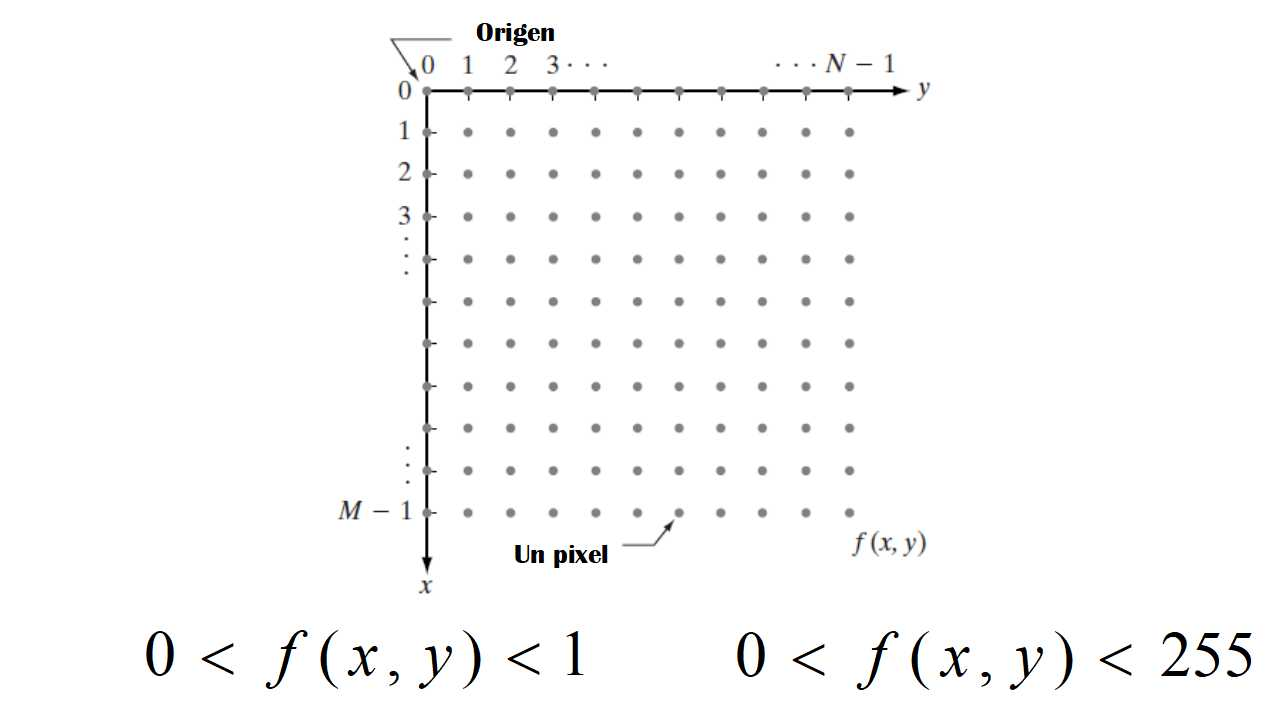 Origen
0 1 2 3 · · · · · · N − 1
0 y
1
2
3
·
·
·
·
·
·
M − 1
Un pixel
f (x, y)
x
0 < f (x, y) < 1
0 < f (x, y) < 255